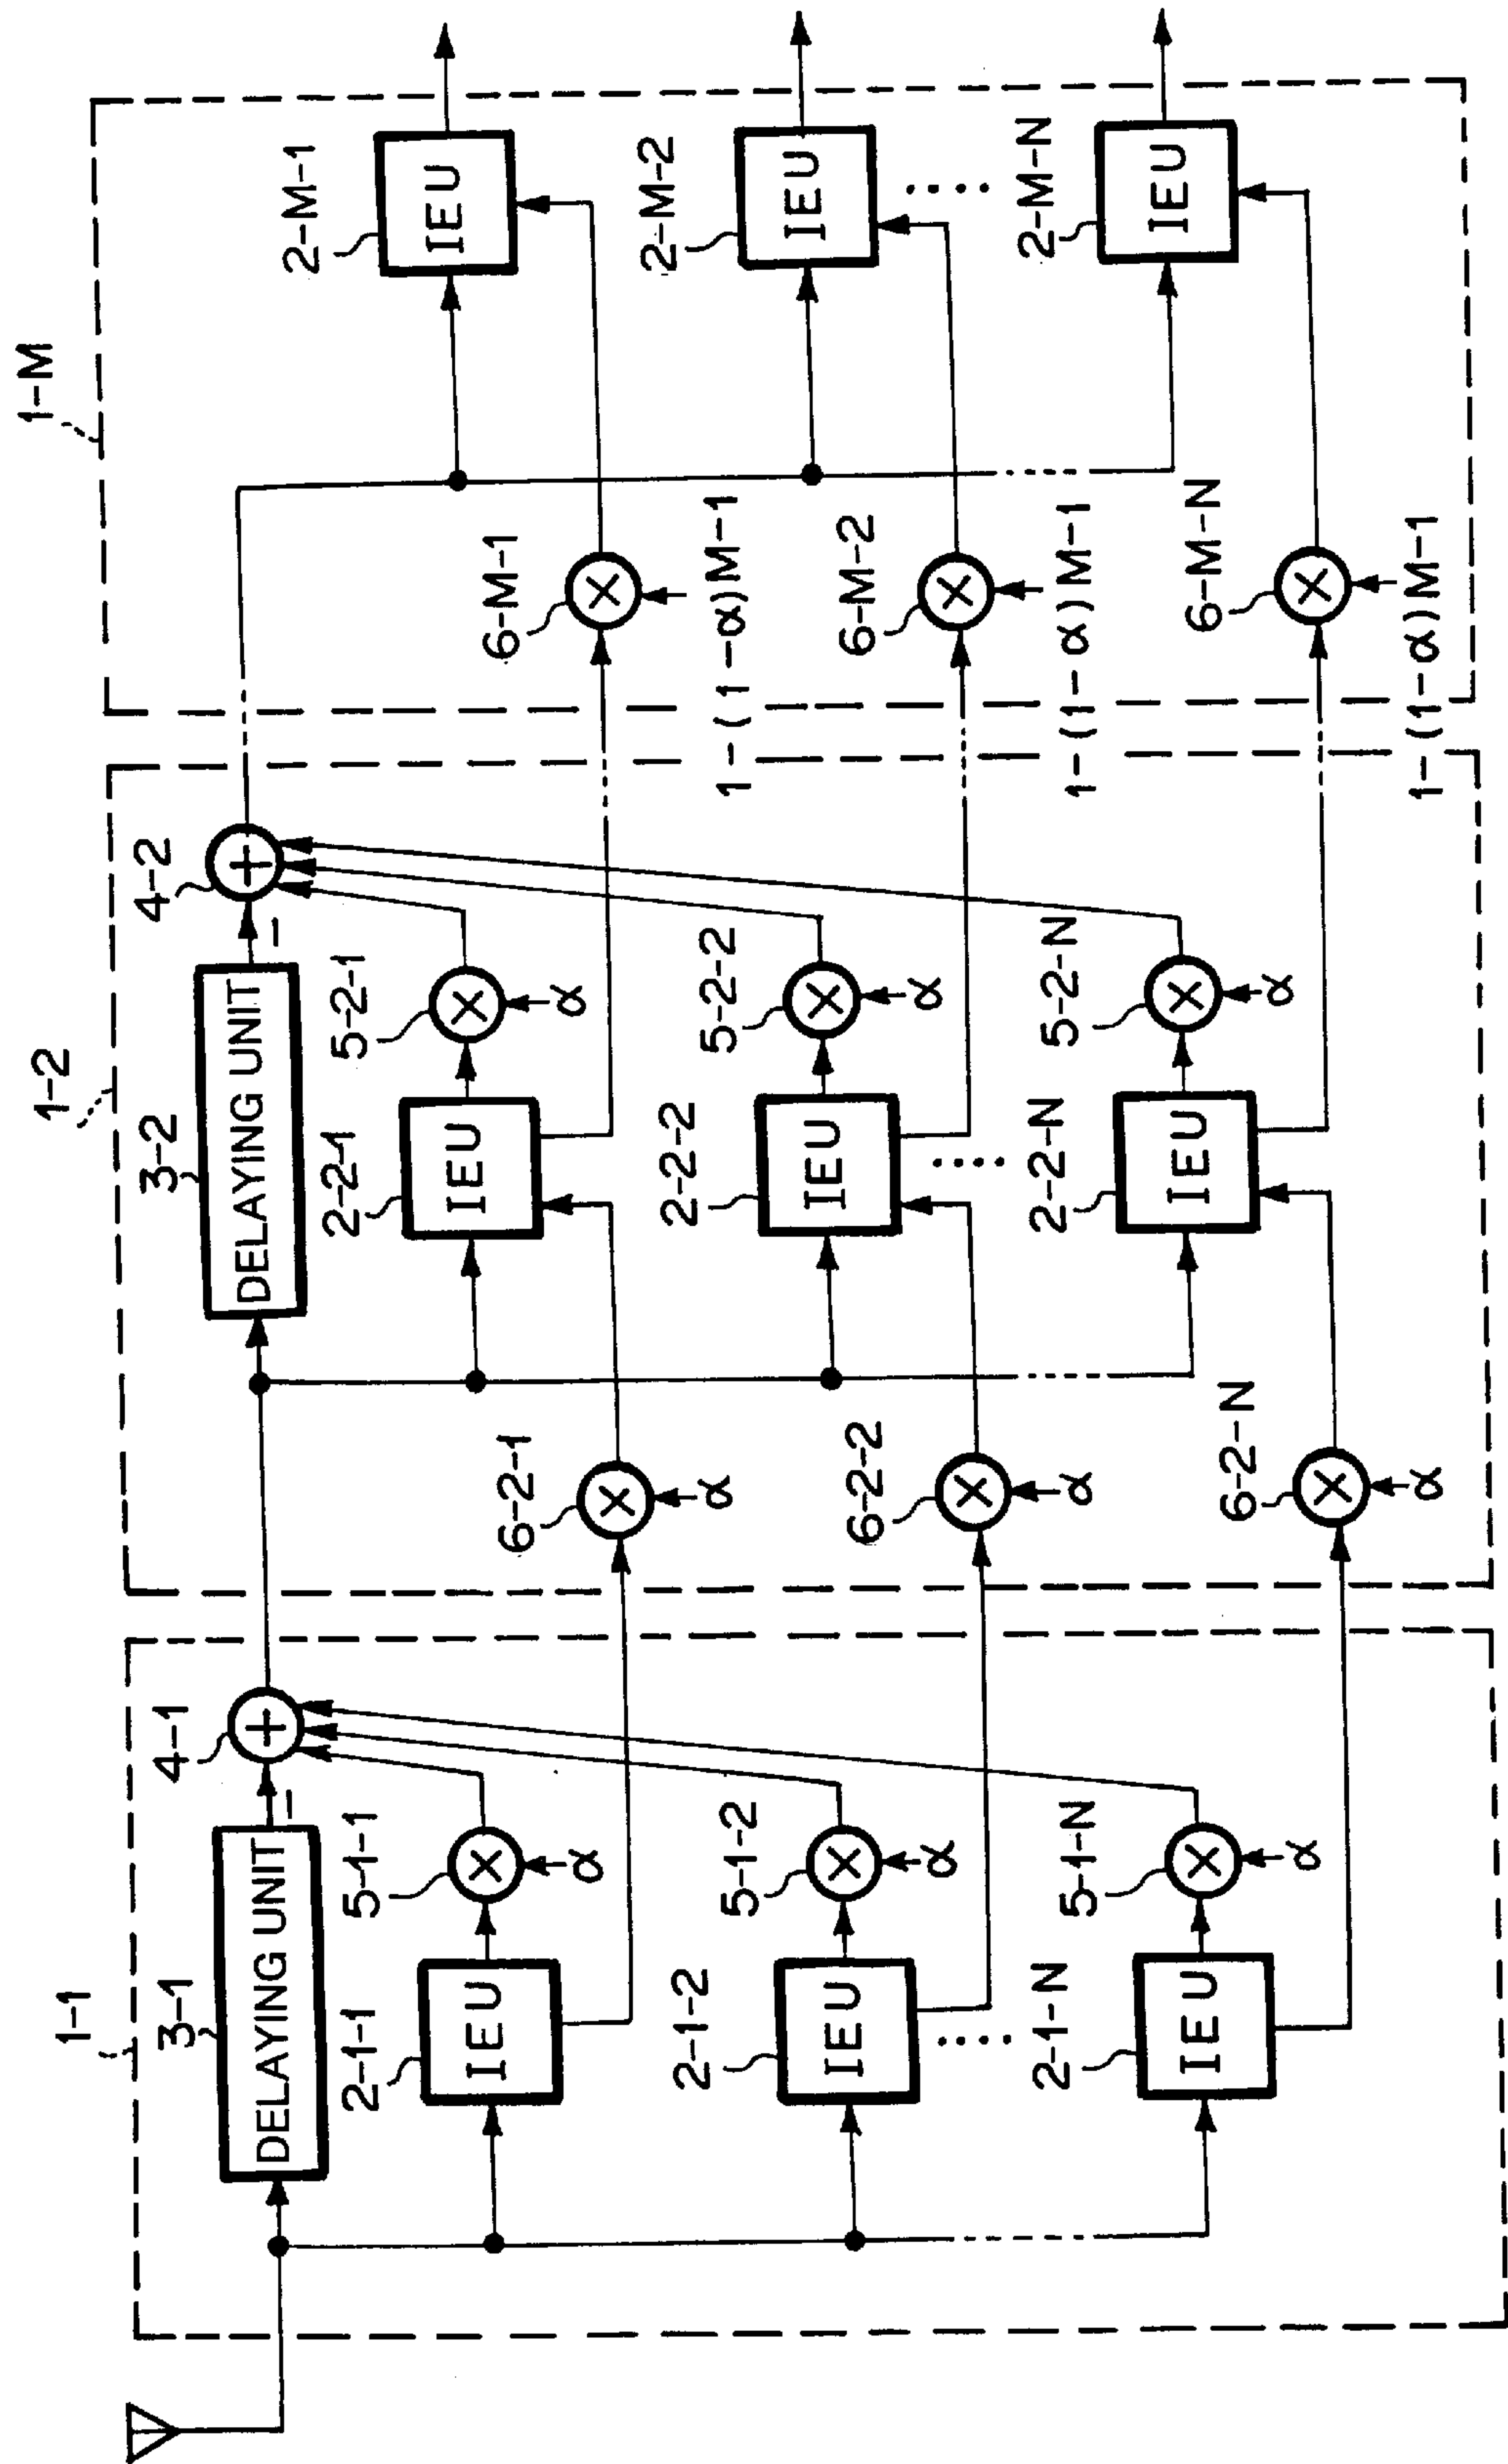 1-1
3-1
DELAYING UNIT
4-1
2-1-1
IEU
5-1-1
α
2-1-2
IEU
5-1-2
α
2-1-N
IEU
5-1-N
α
1-2
3-2
DELAYING UNIT
4-2
6-2-1
α
2-2-1
IEU
5-2-1
α
6-2-2
α
2-2-2
IEU
5-2-2
α
6-2-N
α
2-2-N
IEU
5-2-N
α
1-M
6-M-1
1-(1-α)M-1
2-M-1
IEU
6-M-2
1-(1-α)M-1
2-M-2
IEU
6-M-N
1-(1-α)M-1
2-M-N
IEU